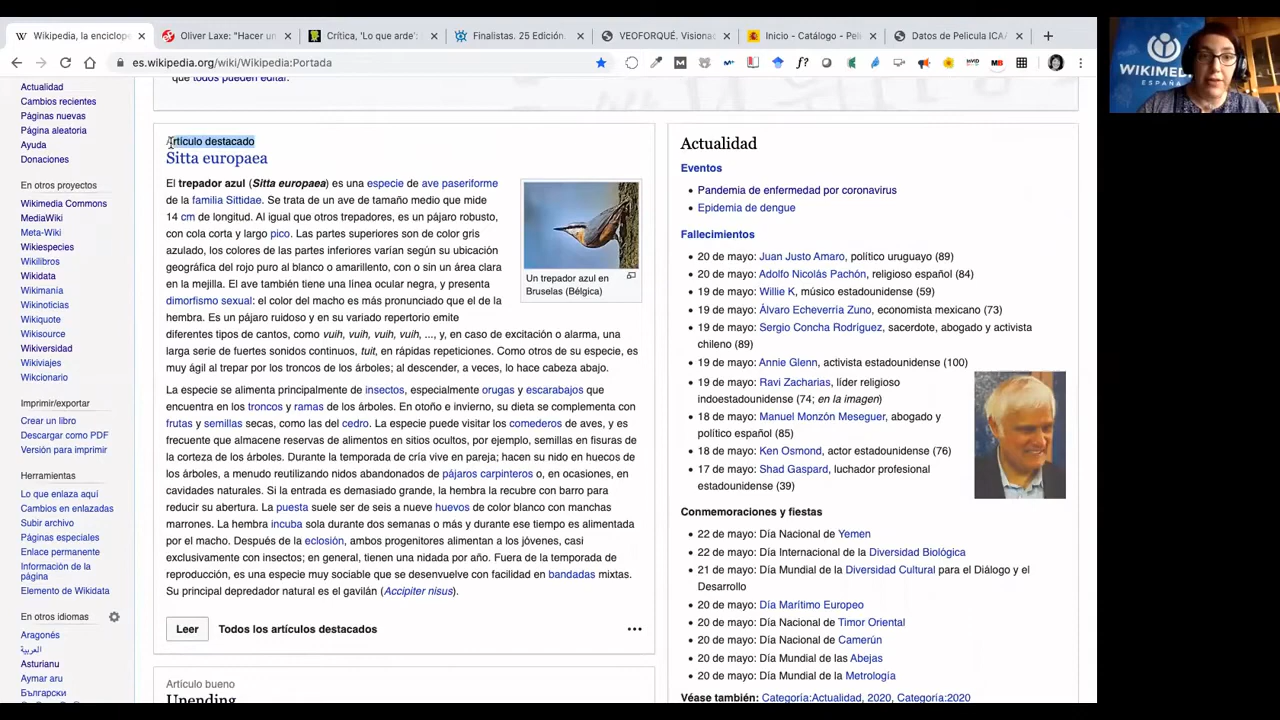 Wikipedia, la enciclope
Oliver Laxe: "Hacer un
Crítica, 'Lo que arde':
Finalistas. 25 Edición.
VEOFORQUÉ. Visionac
Inicio - Catálogo - Peli
Datos de Película ICA
es.wikipedia.org/wiki/Wikipedia:Portada
Actualidad
Cambios recientes
Páginas nuevas
Página aleatoria
Ayuda
Donaciones
En otros proyectos
Wikimedia Commons
MediaWiki
Meta-Wiki
Wikiespecies
Wikilibros
Wikidata
Wikimanía
Wikinoticias
Wikiquote
Wikisource
Wikiversidad
Wikiviajes
Wikcionario
Imprimir/exportar
Crear un libro
Descargar como PDF
Versión para imprimir
Herramientas
Lo que enlaza aquí
Cambios en enlazadas
Subir archivo
Páginas especiales
Enlace permanente
Información de la
página
Elemento de Wikidata
En otros idiomas
Aragonés
العربية
Asturianu
Aymar aru
Български
que todos pueden editar.
Artículo destacado
Sitta europaea
El trepador azul (Sitta europaea) es una especie de ave paseriforme
de la familia Sittidae. Se trata de un ave de tamaño medio que mide
14 cm de longitud. Al igual que otros trepadores, es un pájaro robusto,
con cola corta y largo pico. Las partes superiores son de color gris
azulado, los colores de las partes inferiores varían según su ubicación
geográfica del rojo puro al blanco o amarillento, con o sin un área clara
en la mejilla. El ave también tiene una línea ocular negra, y presenta
dimorfismo sexual: el color del macho es más pronunciado que el de la
hembra. Es un pájaro ruidoso y en su variado repertorio emite
diferentes tipos de cantos, como vuih, vuih, vuih, vuih, ..., y, en caso de excitación o alarma, una
larga serie de fuertes sonidos continuos, tuit, en rápidas repeticiones. Como otros de su especie, es
muy ágil al trepar por los troncos de los árboles; al descender, a veces, lo hace cabeza abajo.
Un trepador azul en
Bruselas (Bélgica)
La especie se alimenta principalmente de insectos, especialmente orugas y escarabajos que
encuentra en los troncos y ramas de los árboles. En otoño e invierno, su dieta se complementa con
frutas y semillas secas, como las del cedro. La especie puede visitar los comederos de aves, y es
frecuente que almacene reservas de alimentos en sitios ocultos, por ejemplo, semillas en fisuras de
la corteza de los árboles. Durante la temporada de cría vive en pareja; hacen su nido en huecos de
los árboles, a menudo reutilizando nidos abandonados de pájaros carpinteros o, en ocasiones, en
cavidades naturales. Si la entrada es demasiado grande, la hembra la recubre con barro para
reducir su abertura. La puesta suele ser de seis a nueve huevos de color blanco con manchas
marrones. La hembra incuba sola durante dos semanas o más y durante ese tiempo es alimentada
por el macho. Después de la eclosión, ambos progenitores alimentan a los jóvenes, casi
exclusivamente con insectos; en general, tienen una nidada por año. Fuera de la temporada de
reproducción, es una especie muy sociable que se desenvuelve con facilidad en bandadas mixtas.
Su principal depredador natural es el gavilán (Accipiter nisus).
Leer
Todos los artículos destacados
Artículo bueno
Unending
Actualidad
Eventos
Pandemia de enfermedad por coronavirus
Epidemia de dengue
Fallecimientos
20 de mayo: Juan Justo Amaro, político uruguayo (89)
20 de mayo: Adolfo Nicolás Pachón, religioso español (84)
19 de mayo: Willie K, músico estadounidense (59)
19 de mayo: Álvaro Echeverría Zuno, economista mexicano (73)
19 de mayo: Sergio Concha Rodríguez, sacerdote, abogado y activista
chileno (89)
19 de mayo: Annie Glenn, activista estadounidense (100)
19 de mayo: Ravi Zacharias, líder religioso
indoestadounidense (74; en la imagen)
18 de mayo: Manuel Monzón Meseguer, abogado y
político español (85)
18 de mayo: Ken Osmond, actor estadounidense (76)
17 de mayo: Shad Gaspard, luchador profesional
estadounidense (39)
Conmemoraciones y fiestas
22 de mayo: Día Nacional de Yemen
22 de mayo: Día Internacional de la Diversidad Biológica
21 de mayo: Día Mundial de la Diversidad Cultural para el Diálogo y el
Desarrollo
20 de mayo: Día Marítimo Europeo
20 de mayo: Día Nacional de Timor Oriental
20 de mayo: Día Nacional de Camerún
20 de mayo: Día Mundial de las Abejas
20 de mayo: Día Mundial de la Metrología
Véase también: Categoría:Actualidad, 2020, Categoría:2020
WIKIMEDIA
ESPAÑA